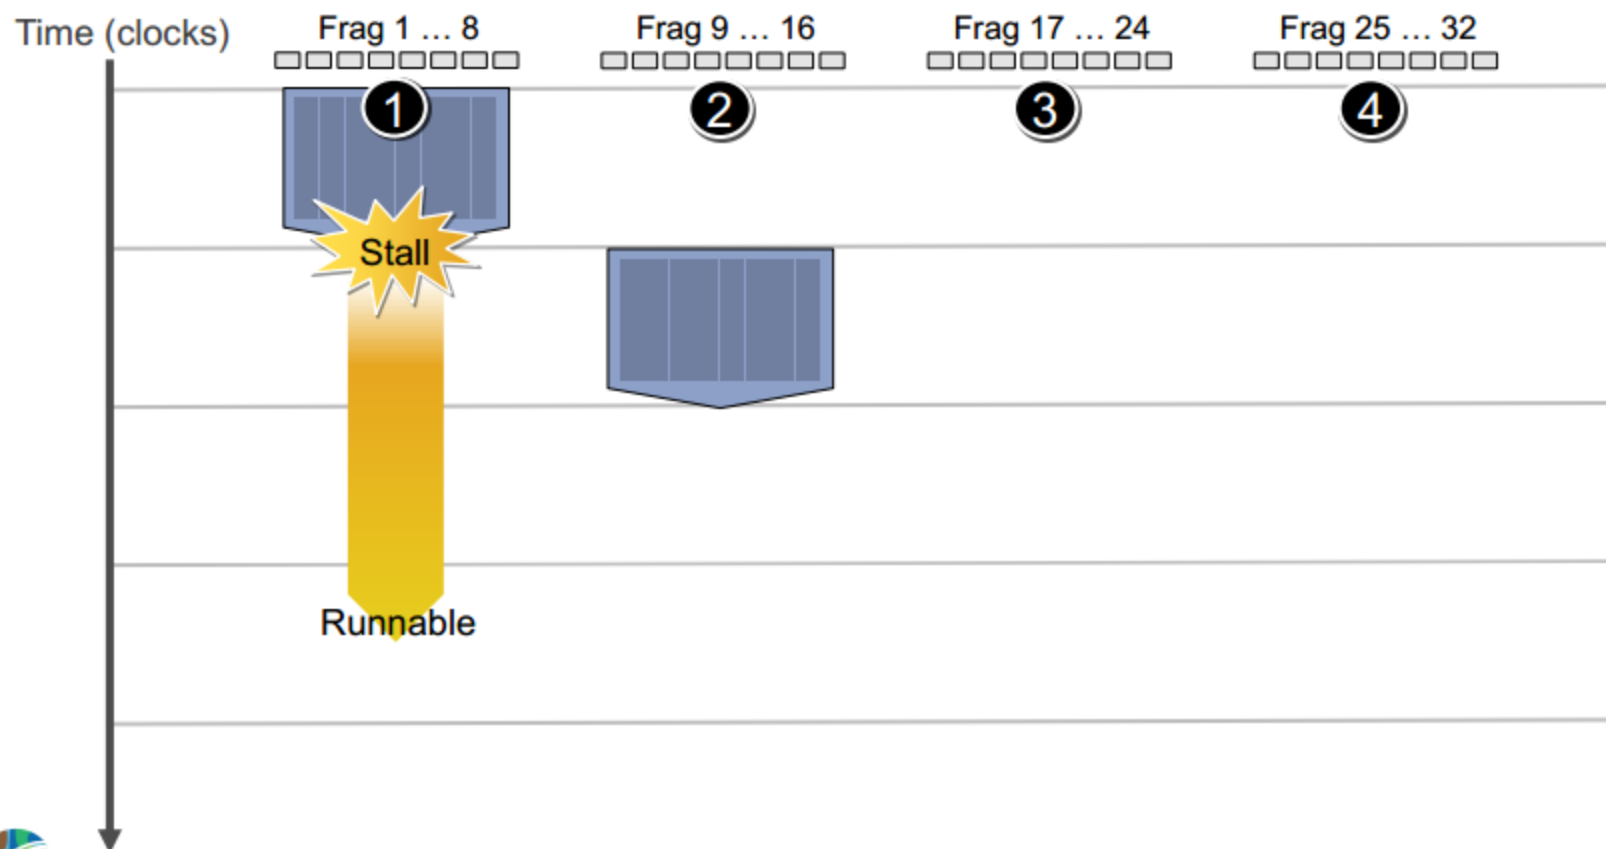 Time (clocks)
Frag 1 … 8
Frag 9 … 16
Frag 17 … 24
Frag 25 … 32
1
2
3
4
Stall
Runnable